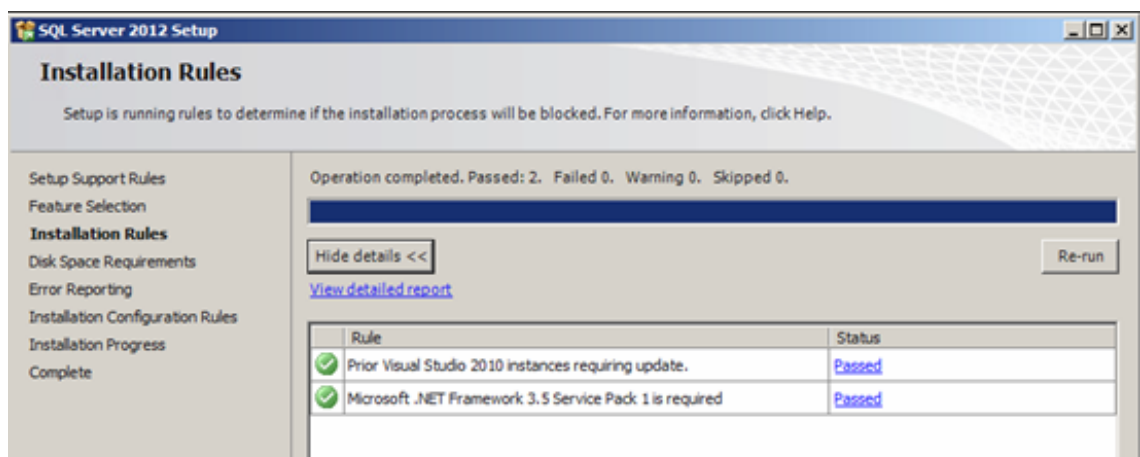 SQL Server 2012 Setup
Installation Rules
Setup is running rules to determine if the installation process will be blocked. For more information, click Help.
Setup Support Rules
Feature Selection
Installation Rules
Disk Space Requirements
Error Reporting
Installation Configuration Rules
Installation Progress
Complete
Operation completed. Passed: 2. Failed 0. Warning 0. Skipped 0.
Hide details <<
Re-run
View detailed report
Rule Status
Prior Visual Studio 2010 instances requiring update. Passed
Microsoft .NET Framework 3.5 Service Pack 1 is required Passed